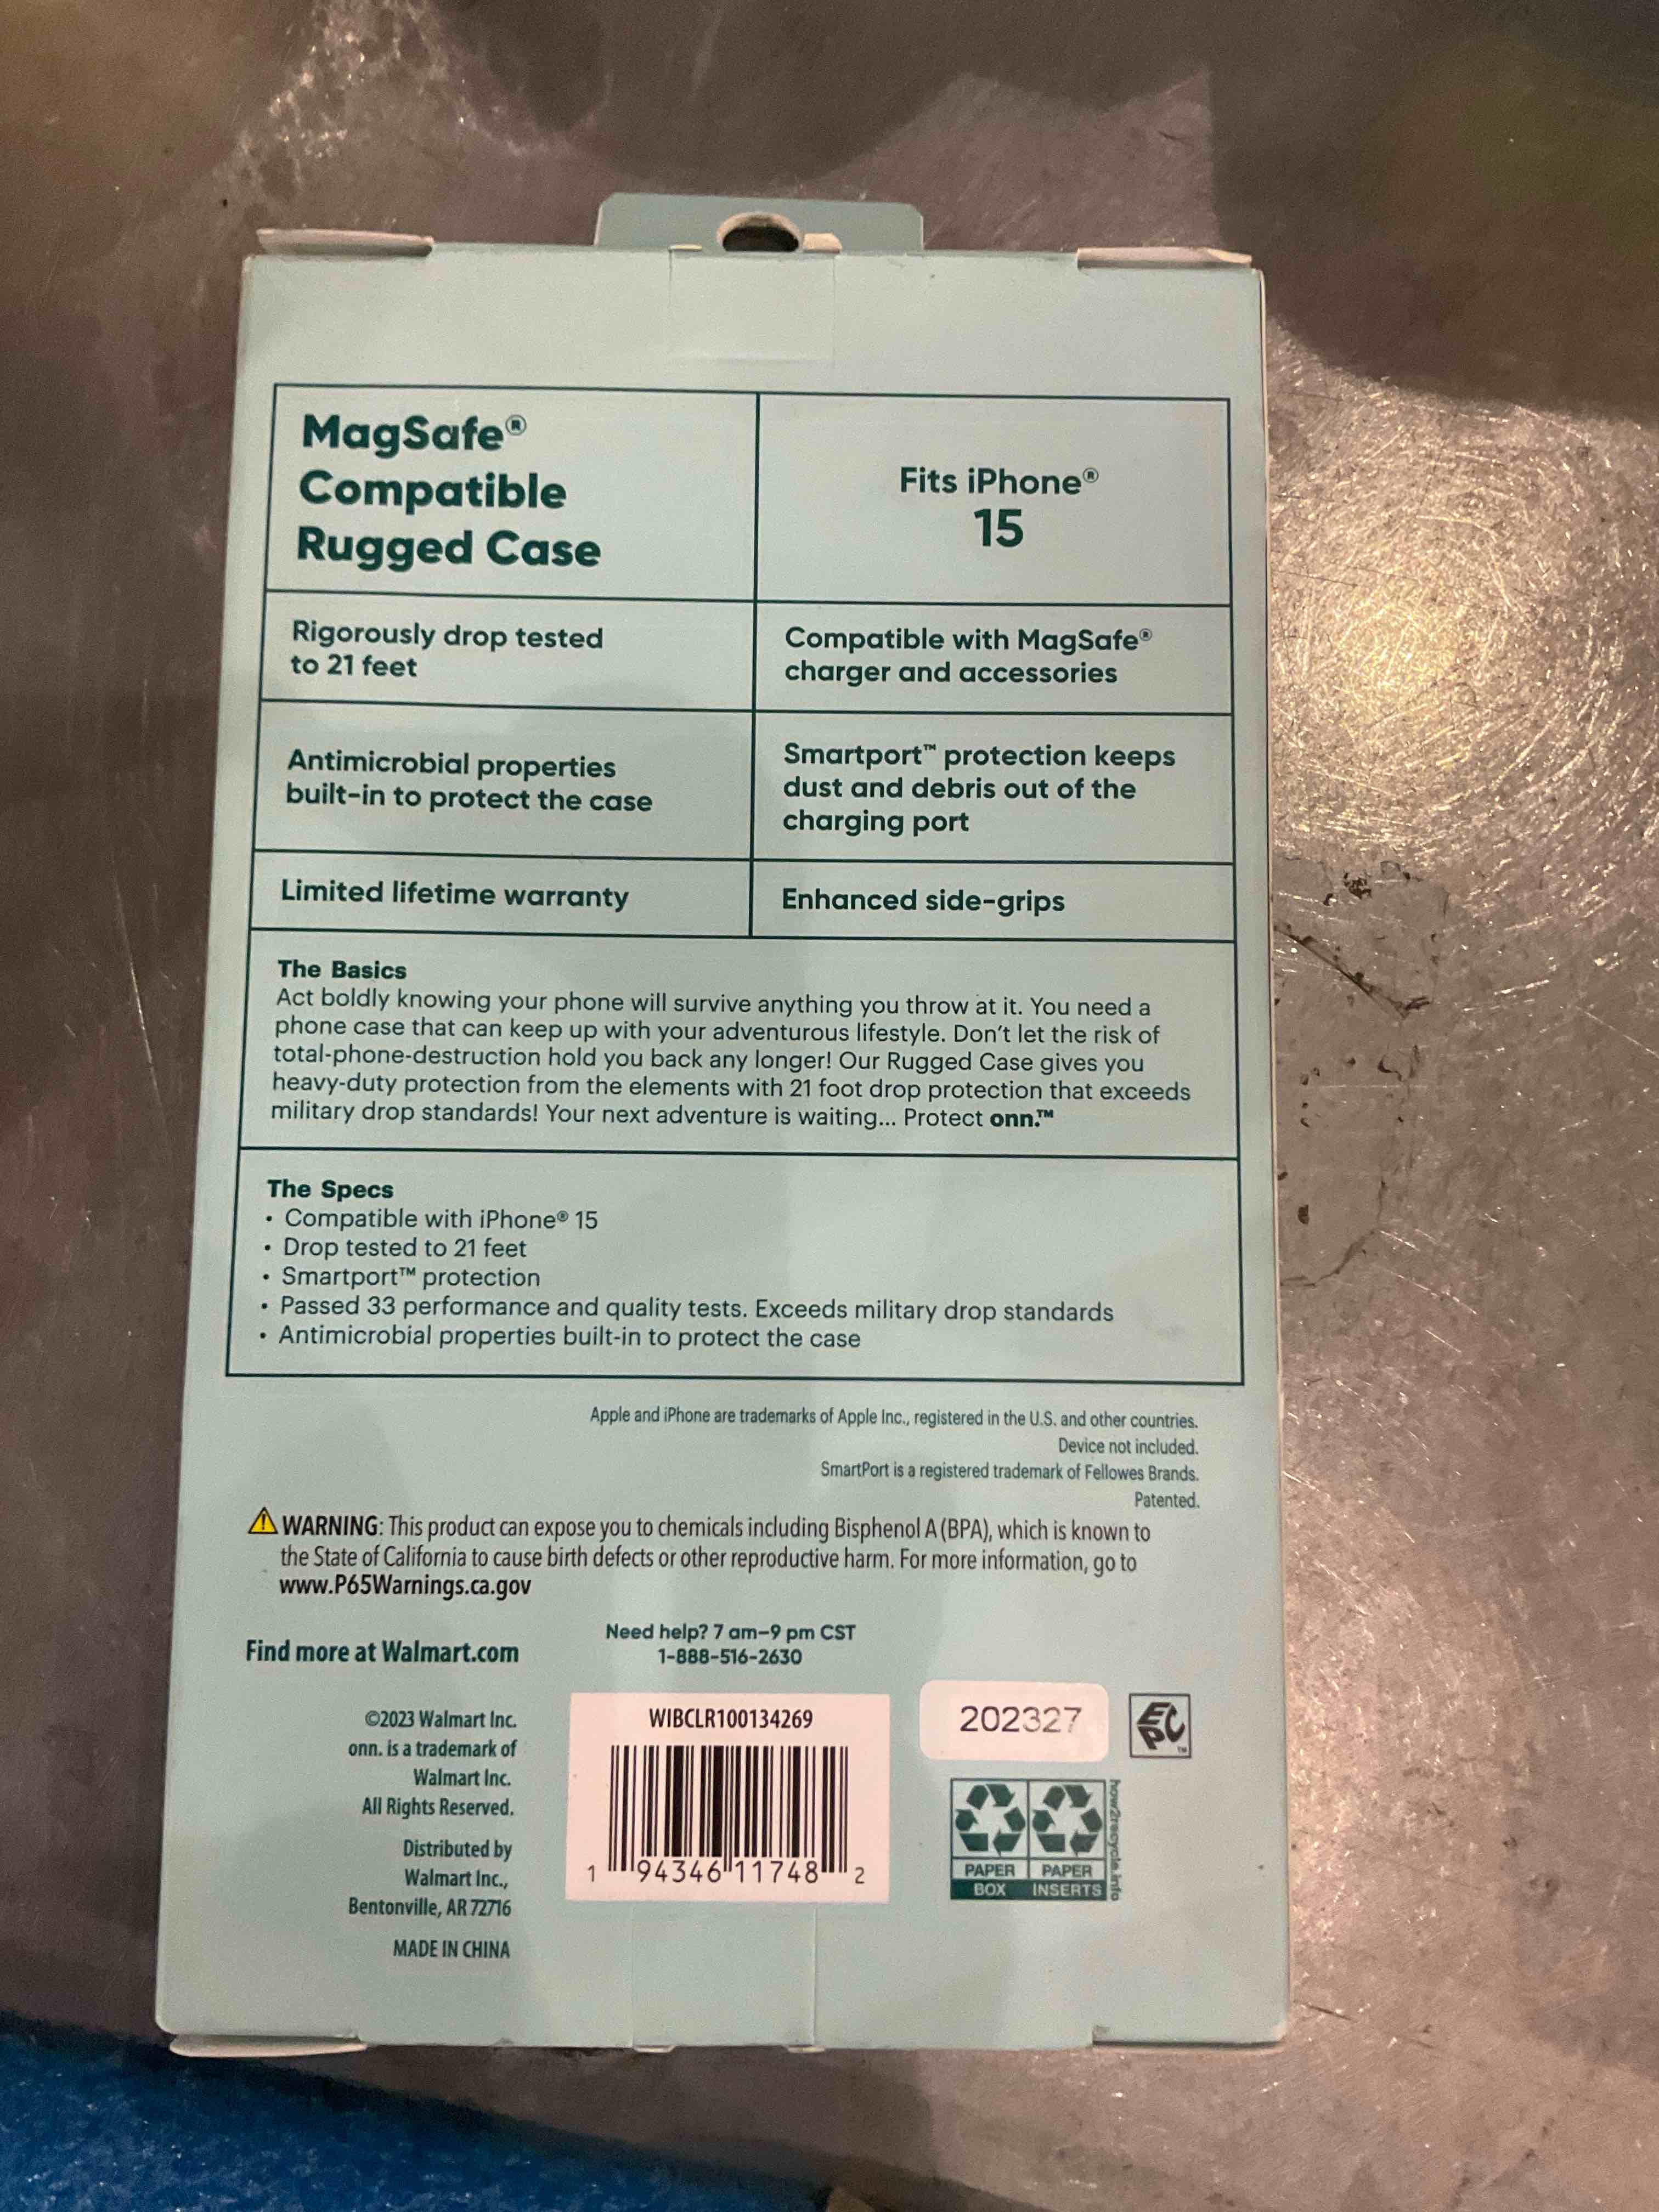 MagSafe®
Compatible
Rugged Case
Fits iPhone®
15
Rigorously drop tested
to 21 feet
Compatible with MagSafe®
charger and accessories
Antimicrobial properties
built-in to protect the case
Smartport™ protection keeps
dust and debris out of the
charging port
Limited lifetime warranty
Enhanced side-grips
The Basics
Act boldly knowing your phone will survive anything you throw at it. You need a
phone case that can keep up with your adventurous lifestyle. Don't let the risk of
total-phone-destruction hold you back any longer! Our Rugged Case gives you
heavy-duty protection from the elements with 21 foot drop protection that exceeds
military drop standards! Your next adventure is waiting... Protect onn.™
The Specs
• Compatible with iPhone® 15
• Drop tested to 21 feet
• Smartport™ protection
• Passed 33 performance and quality tests. Exceeds military drop standards
• Antimicrobial properties built-in to protect the case
Apple and iPhone are trademarks of Apple Inc., registered in the U.S. and other countries.
Device not included.
SmartPort is a registered trademark of Fellowes Brands.
Patented.
WARNING: This product can expose you to chemicals including Bisphenol A (BPA), which is known to
the State of California to cause birth defects or other reproductive harm. For more information, go to
www.P65Warnings.ca.gov
Find more at Walmart.com
Need help? 7 am–9 pm CST
1-888-516-2630
©2023 Walmart Inc.
onn. is a trademark of
Walmart Inc.
All Rights Reserved.
Distributed by
Walmart Inc.,
Bentonville, AR 72716
MADE IN CHINA
WIBCLR100134269
1 94346 11748 2
202327
EPC™
PAPER PAPER
BOX INSERTS
how2recycle.info